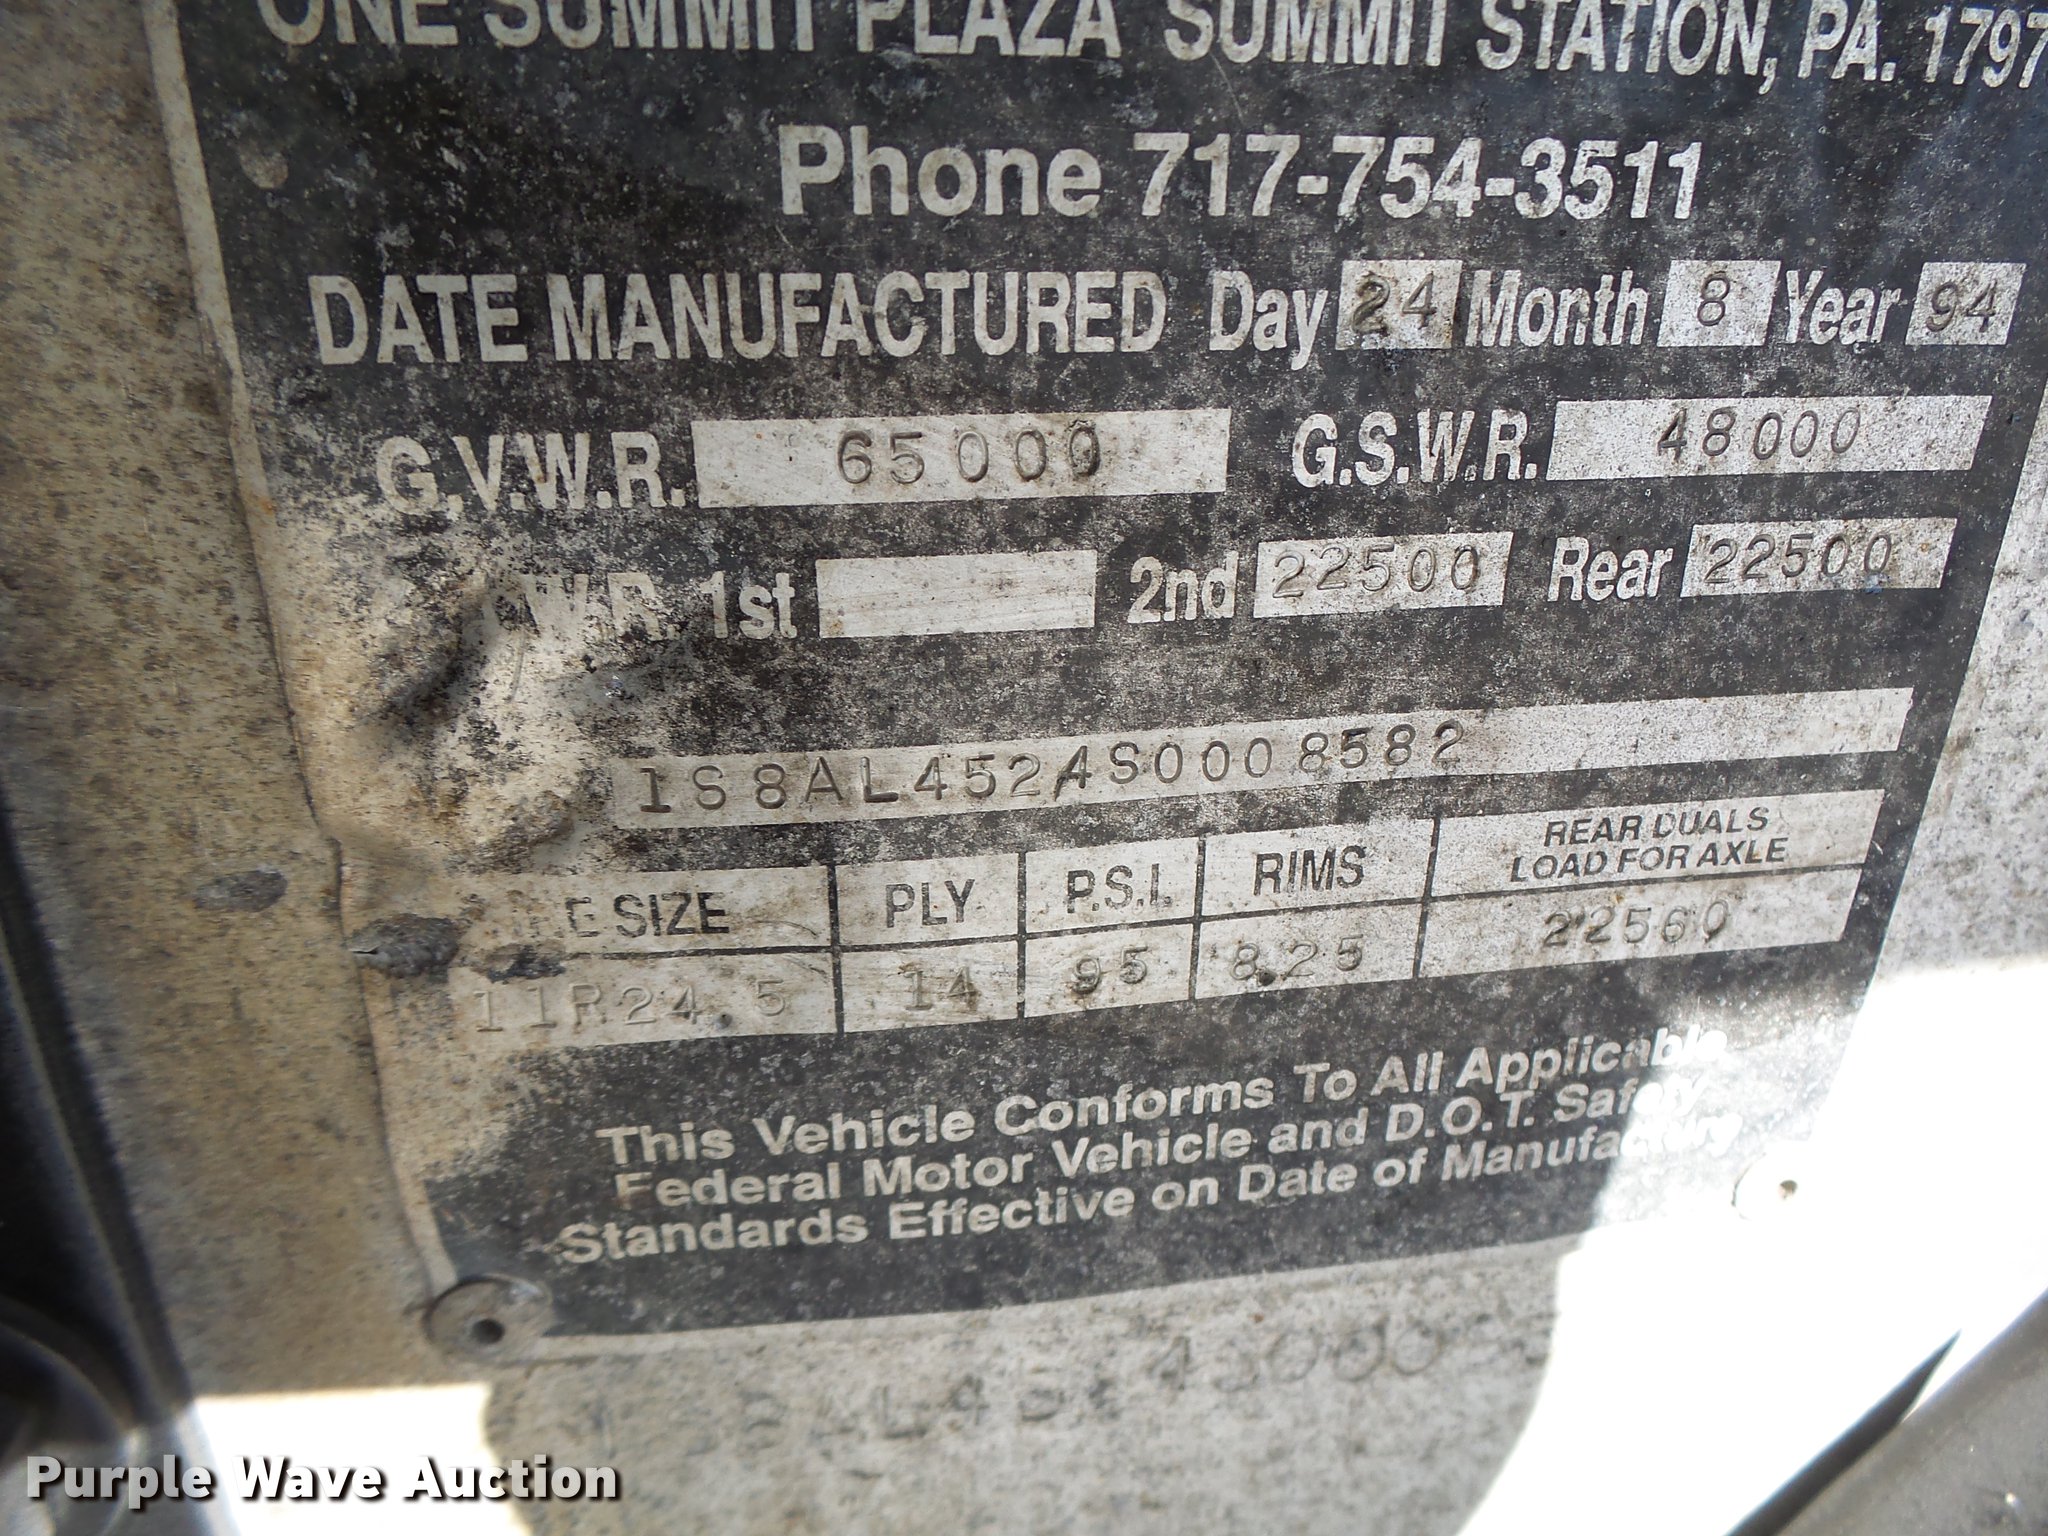 ONE SUMMIT PLAZA SUMMIT STATION, PA. 1797
Phone 717-754-3511
DATE MANUFACTURED Day 24 Month 8 Year 94
G.V.W.R. 65000 G.S.W.R. 48000
W.R. 1st 2nd 22500 Rear 22500
1S8AL4524S0008582
SIZE PLY P.S.I. RIMS REAR DUALS
LOAD FOR AXLE
11R24.5 14 95 8.25 22560
This Vehicle Conforms To All Applicable
Federal Motor Vehicle and D.O.T. Safety
Standards Effective on Date of Manufactury
Purple Wave Auction